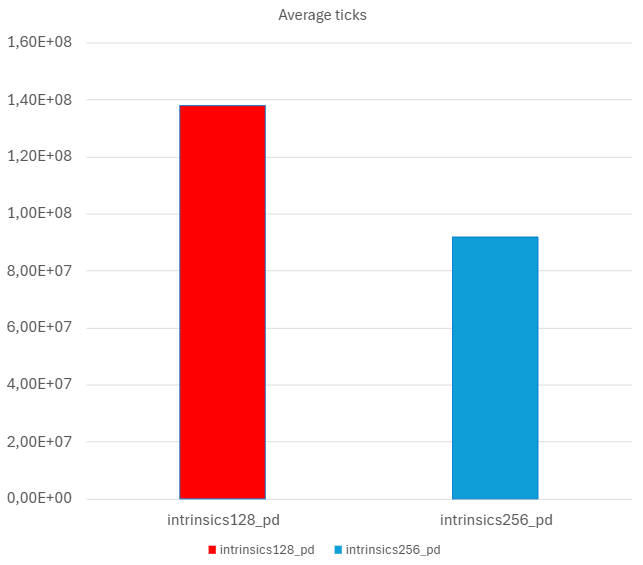 Average ticks
1,60E+08
1,40E+08
1,20E+08
1,00E+08
8,00E+07
6,00E+07
4,00E+07
2,00E+07
0,00E+00
intrinsics128_pd intrinsics256_pd
intrinsics128_pd intrinsics256_pd